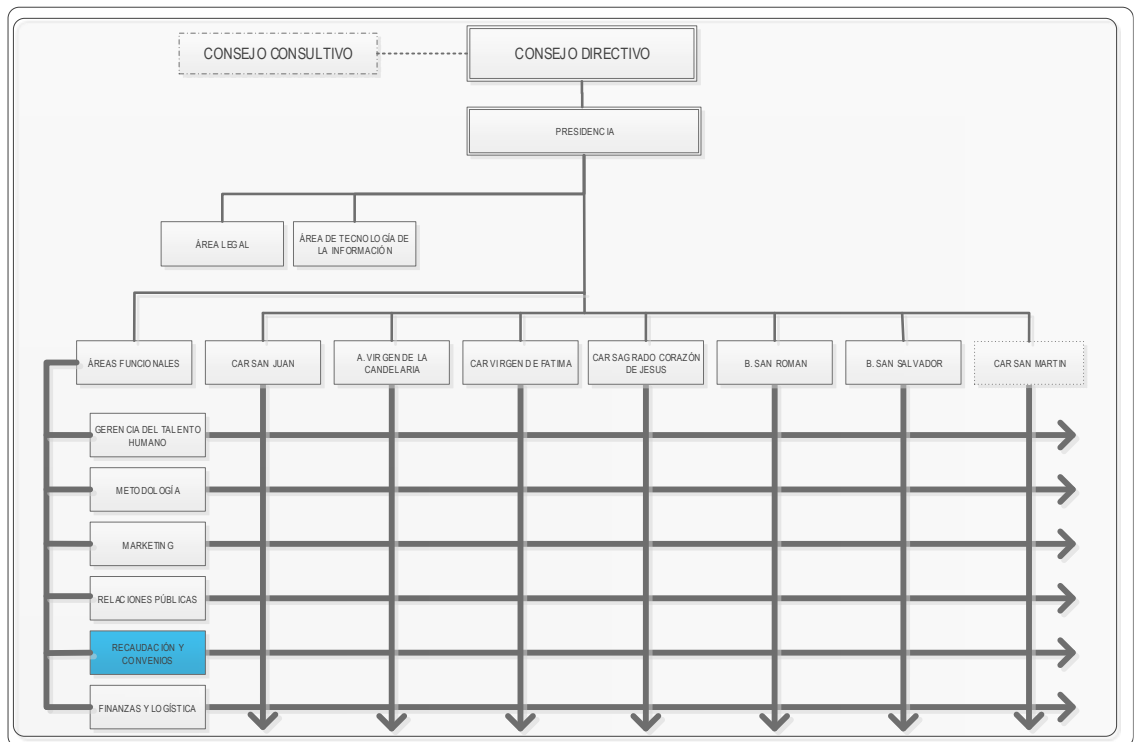 CONSEJO CONSULTIVO
CONSEJO DIRECTIVO
PRESIDENCIA
ÁREA LEGAL
ÁREA DE TECNOLOGÍA DE
LA INFORMACIÓN
ÁREAS FUNCIONALES
CAR SAN JUAN
A. VIRGEN DE LA
CANDELARIA
CAR VIRGEN DE FATIMA
CAR SAGRADO CORAZÓN
DE JESUS
B. SAN ROMAN
B. SAN SALVADOR
CAR SAN MARTIN
GERENCIA DEL TALENTO
HUMANO
METODOLOGÍA
MARKETING
RELACIONES PÚBLICAS
RECAUDACIÓN Y
CONVENIOS
FINANZAS Y LOGÍSTICA